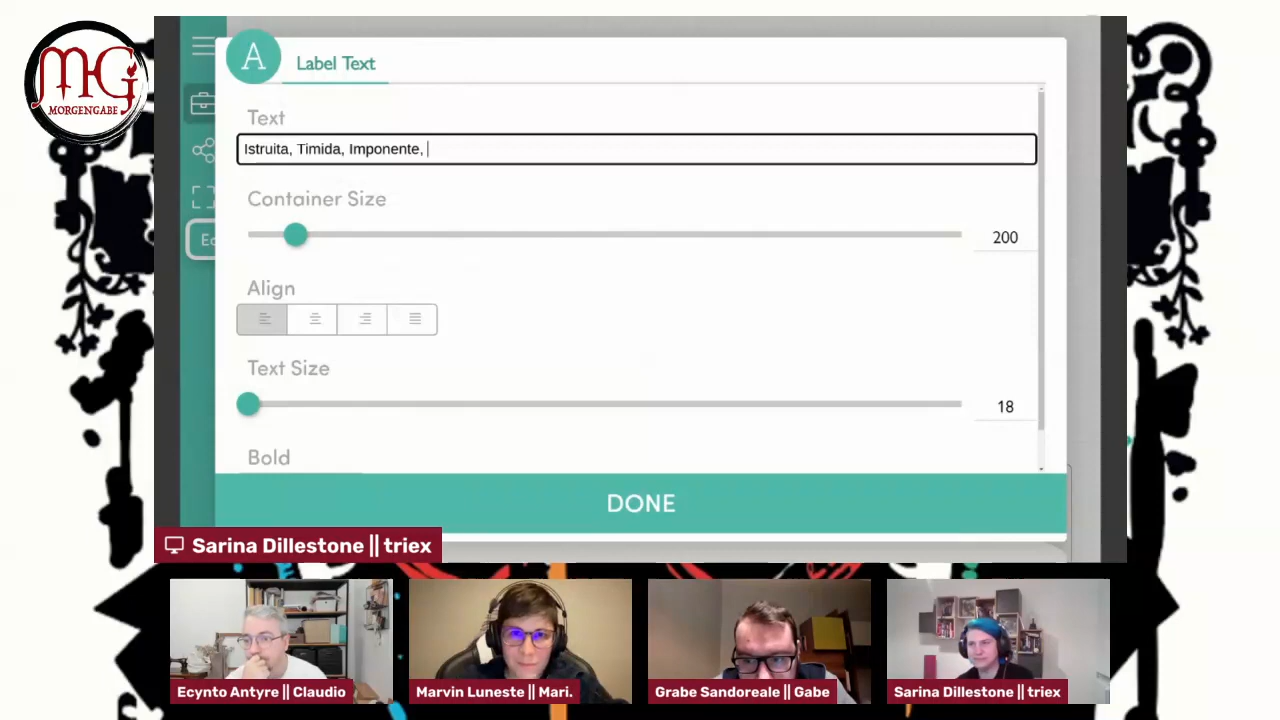 MG
MORGENGABE
A
Label Text
Text
Istruita, Timida, Imponente,
Container Size
200
Align
Text Size
18
Bold
DONE
Sarina Dillestone || triex
Ecynto Antyre || Claudio
Marvin Luneste || Mari.
Grabe Sandoreale || Gabe
Sarina Dillestone || triex